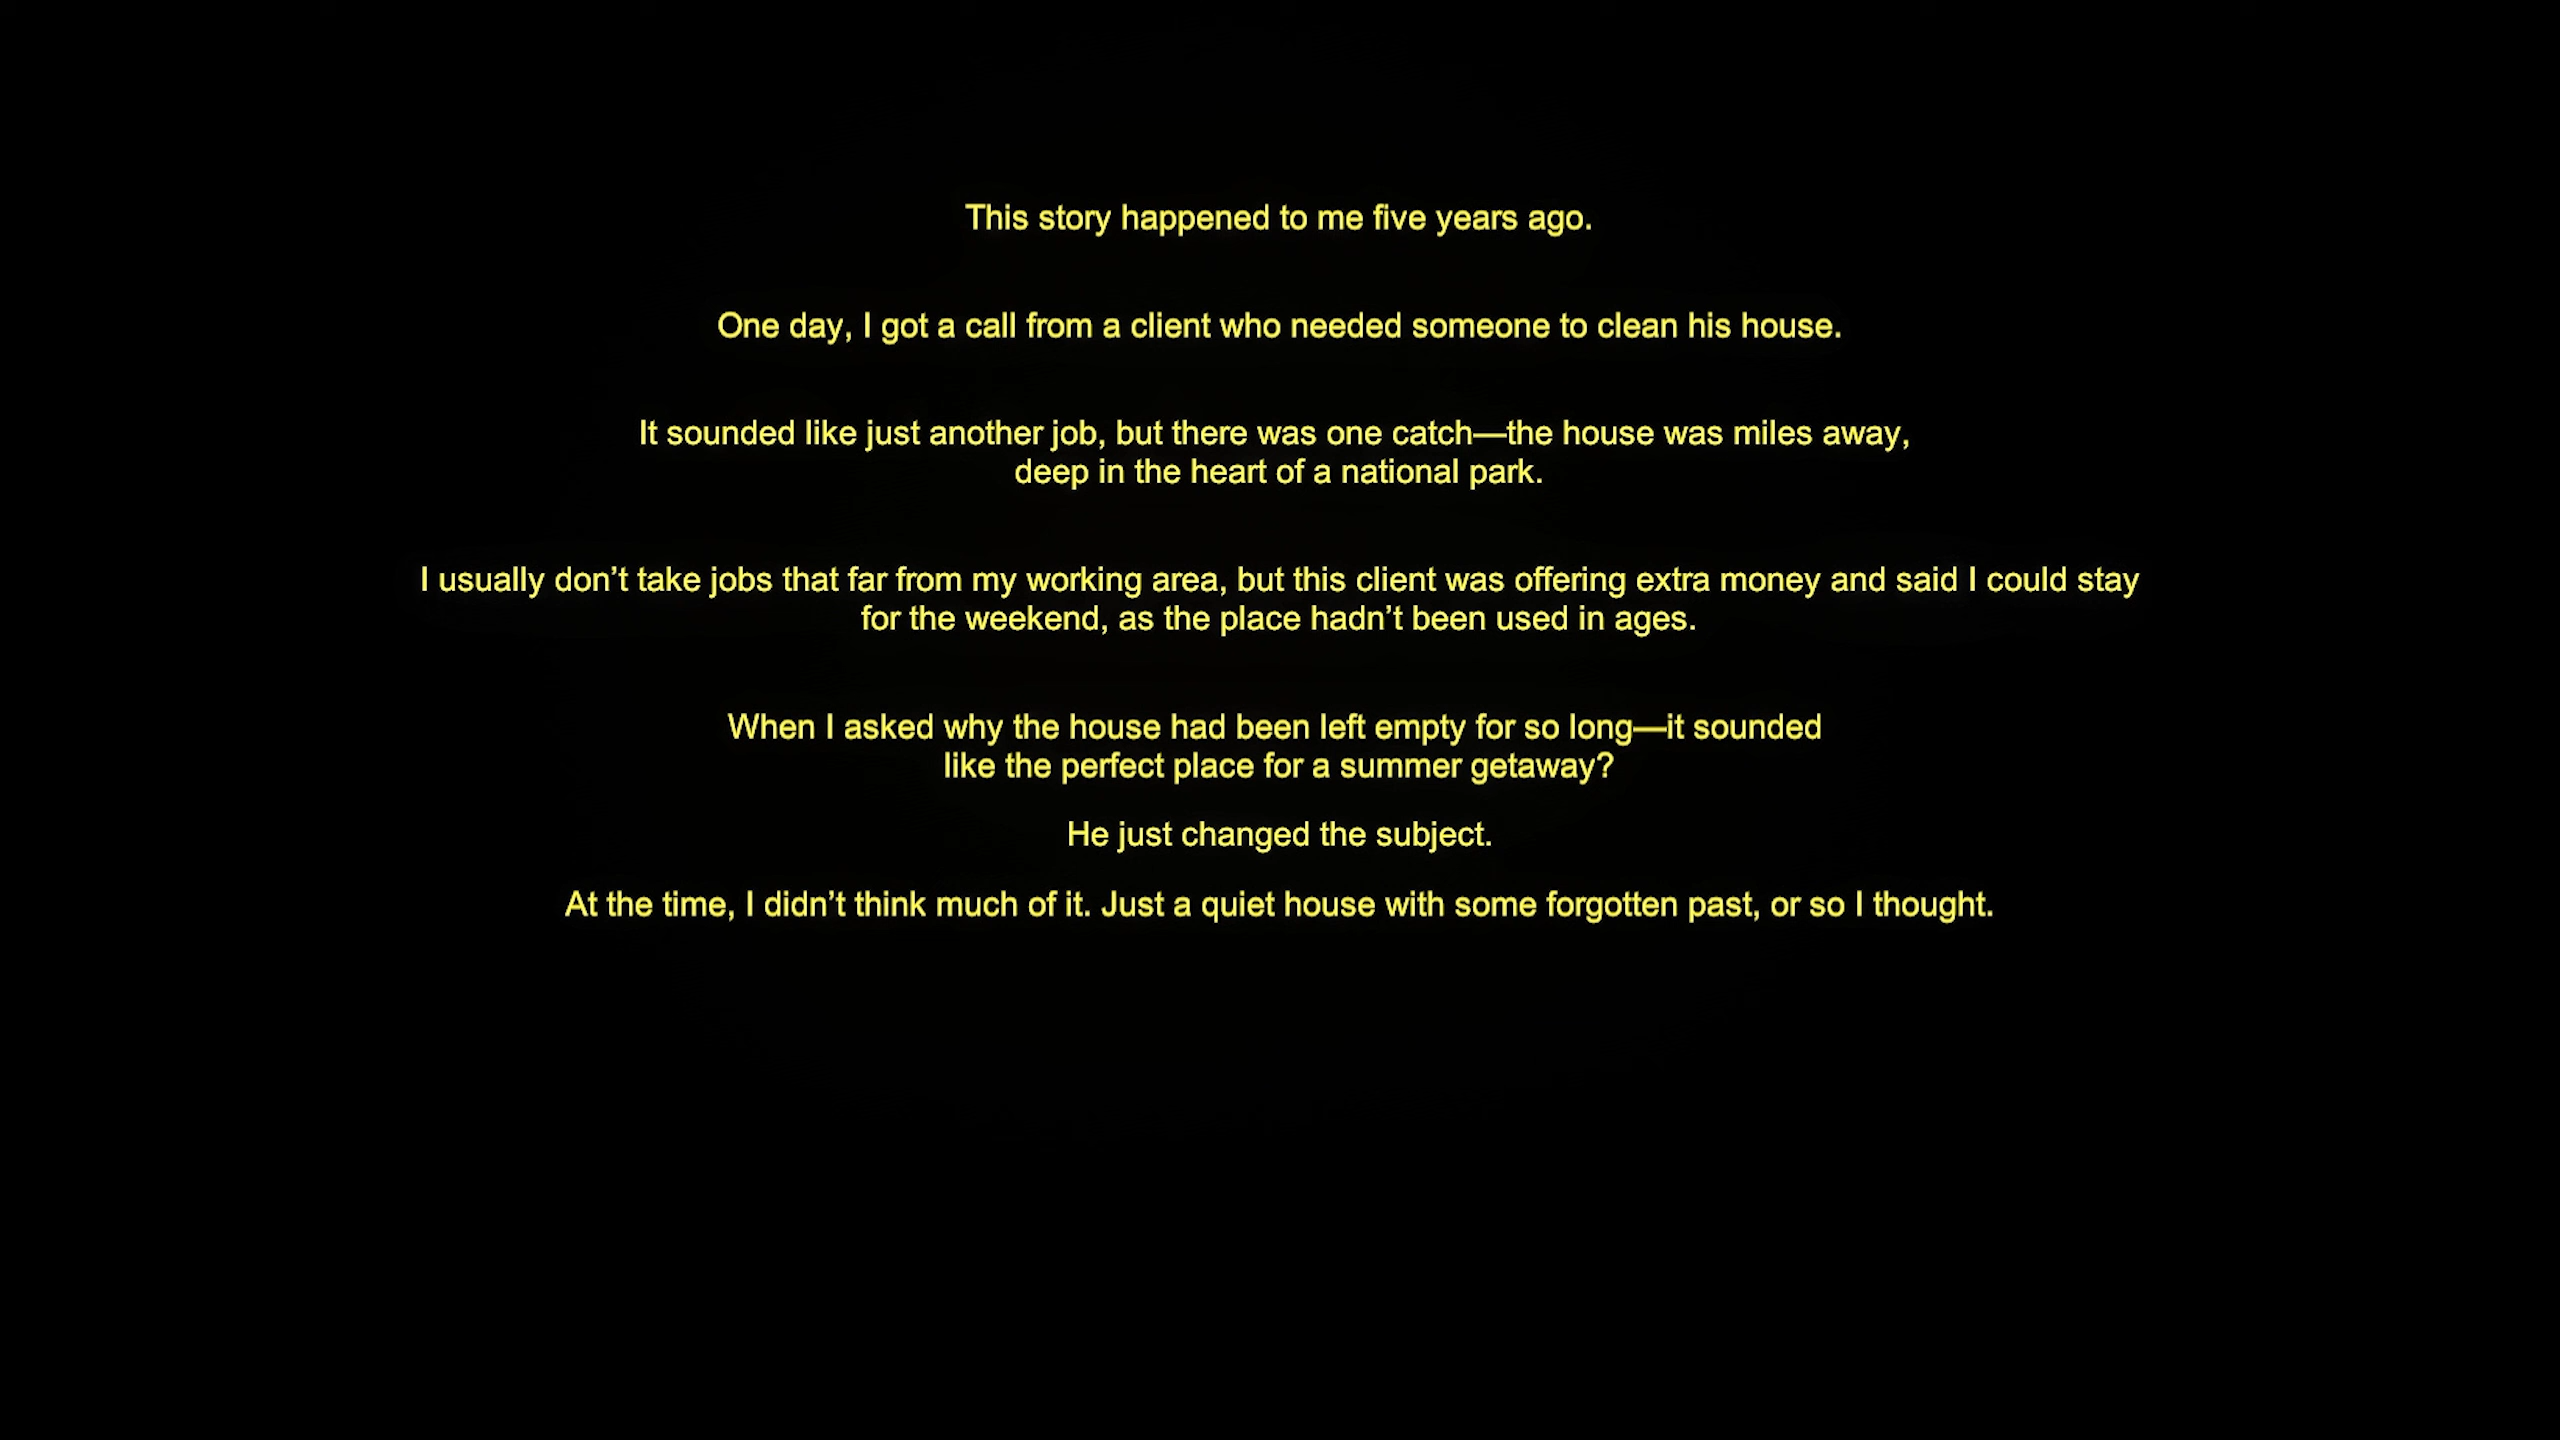 This story happened to me five years ago.
One day, I got a call from a client who needed someone to clean his house.
It sounded like just another job, but there was one catch—the house was miles away,
deep in the heart of a national park.
I usually don’t take jobs that far from my working area, but this client was offering extra money and said I could stay
for the weekend, as the place hadn’t been used in ages.
When I asked why the house had been left empty for so long—it sounded
like the perfect place for a summer getaway?
He just changed the subject.
At the time, I didn’t think much of it. Just a quiet house with some forgotten past, or so I thought.